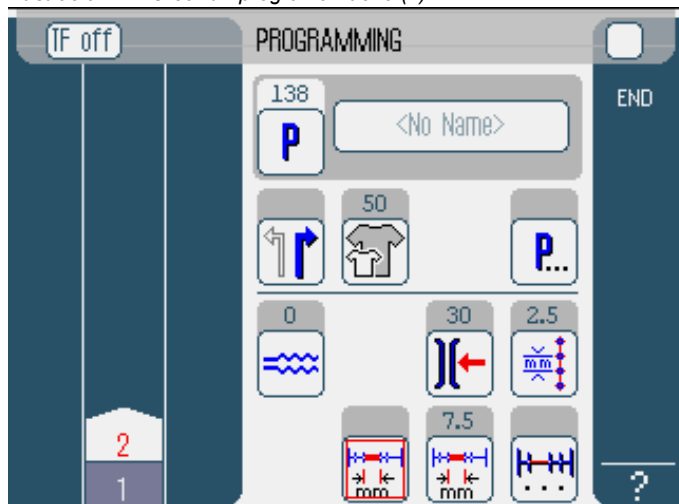 TF off
PROGRAMMING
138
P
<No Name>
END
50
P...
0
30
2.5
mm
7.5
2
mm
mm
...
1
?